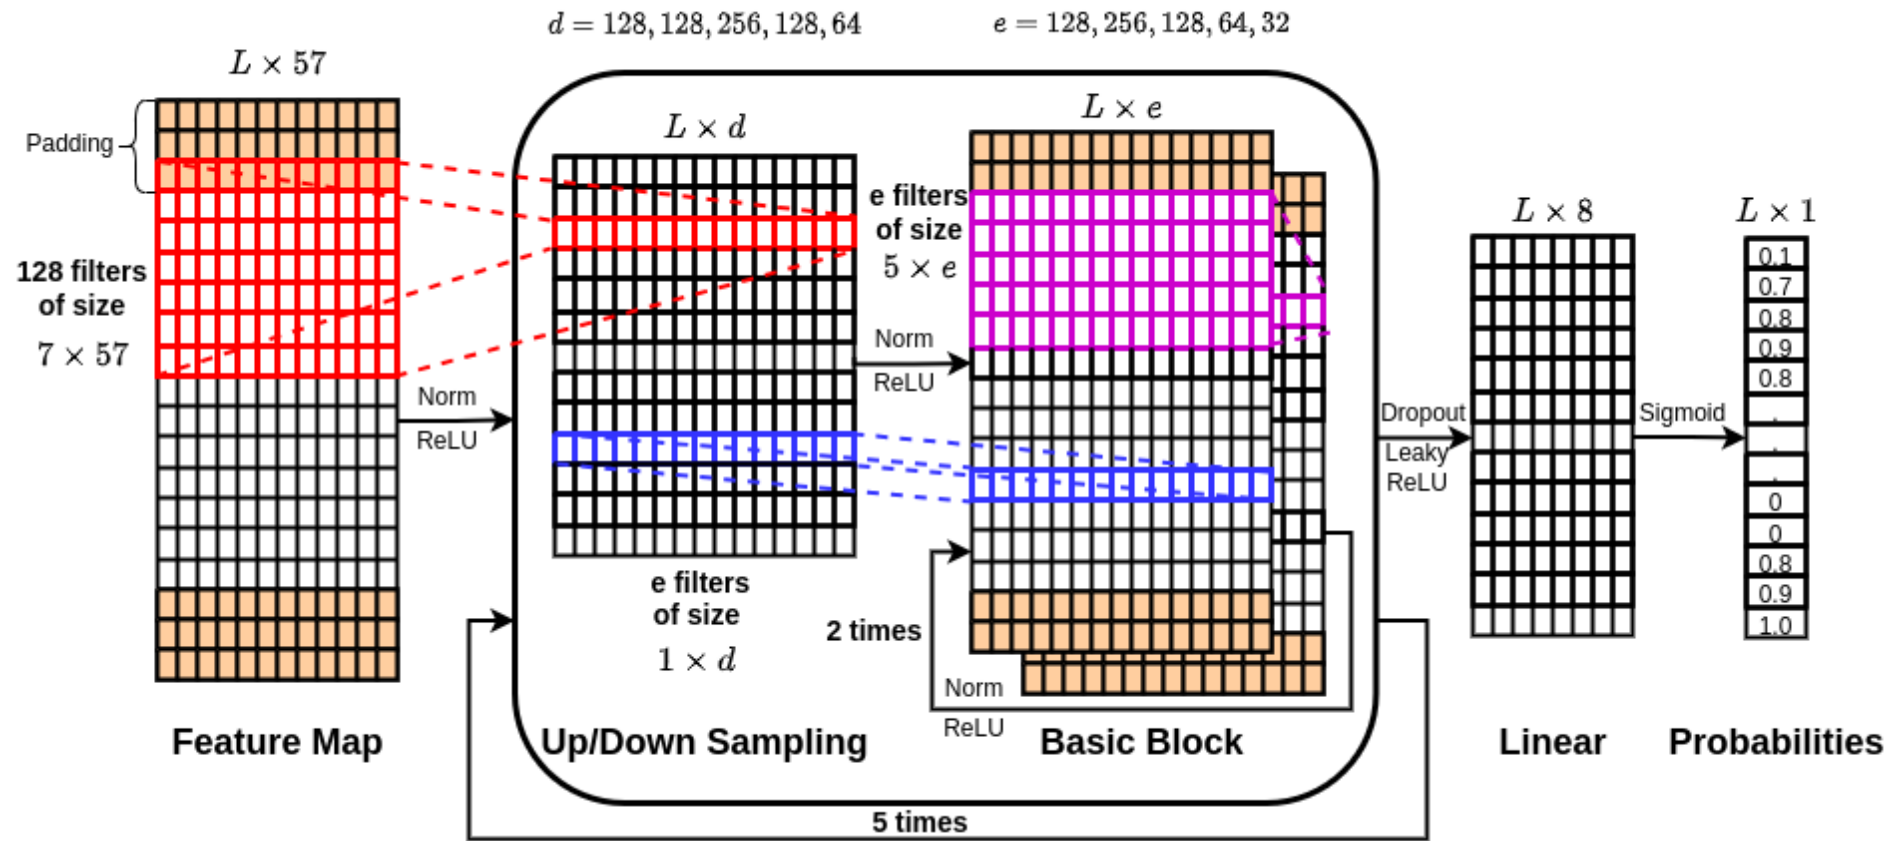 d = 128, 128, 256, 128, 64
e = 128, 256, 128, 64, 32
L × 57
Padding
128 filters
of size
7 × 57
Norm
ReLU
Feature Map
L × d
e filters
of size
1 × d
Up/Down Sampling
Norm
ReLU
L × e
e filters
of size
5 × e
2 times
Norm
ReLU
Basic Block
5 times
Dropout
Leaky
ReLU
L × 8
Linear
Sigmoid
L × 1
0.1
0.7
0.8
0.9
0.8
.
.
.
0
0
0.8
0.9
1.0
Probabilities